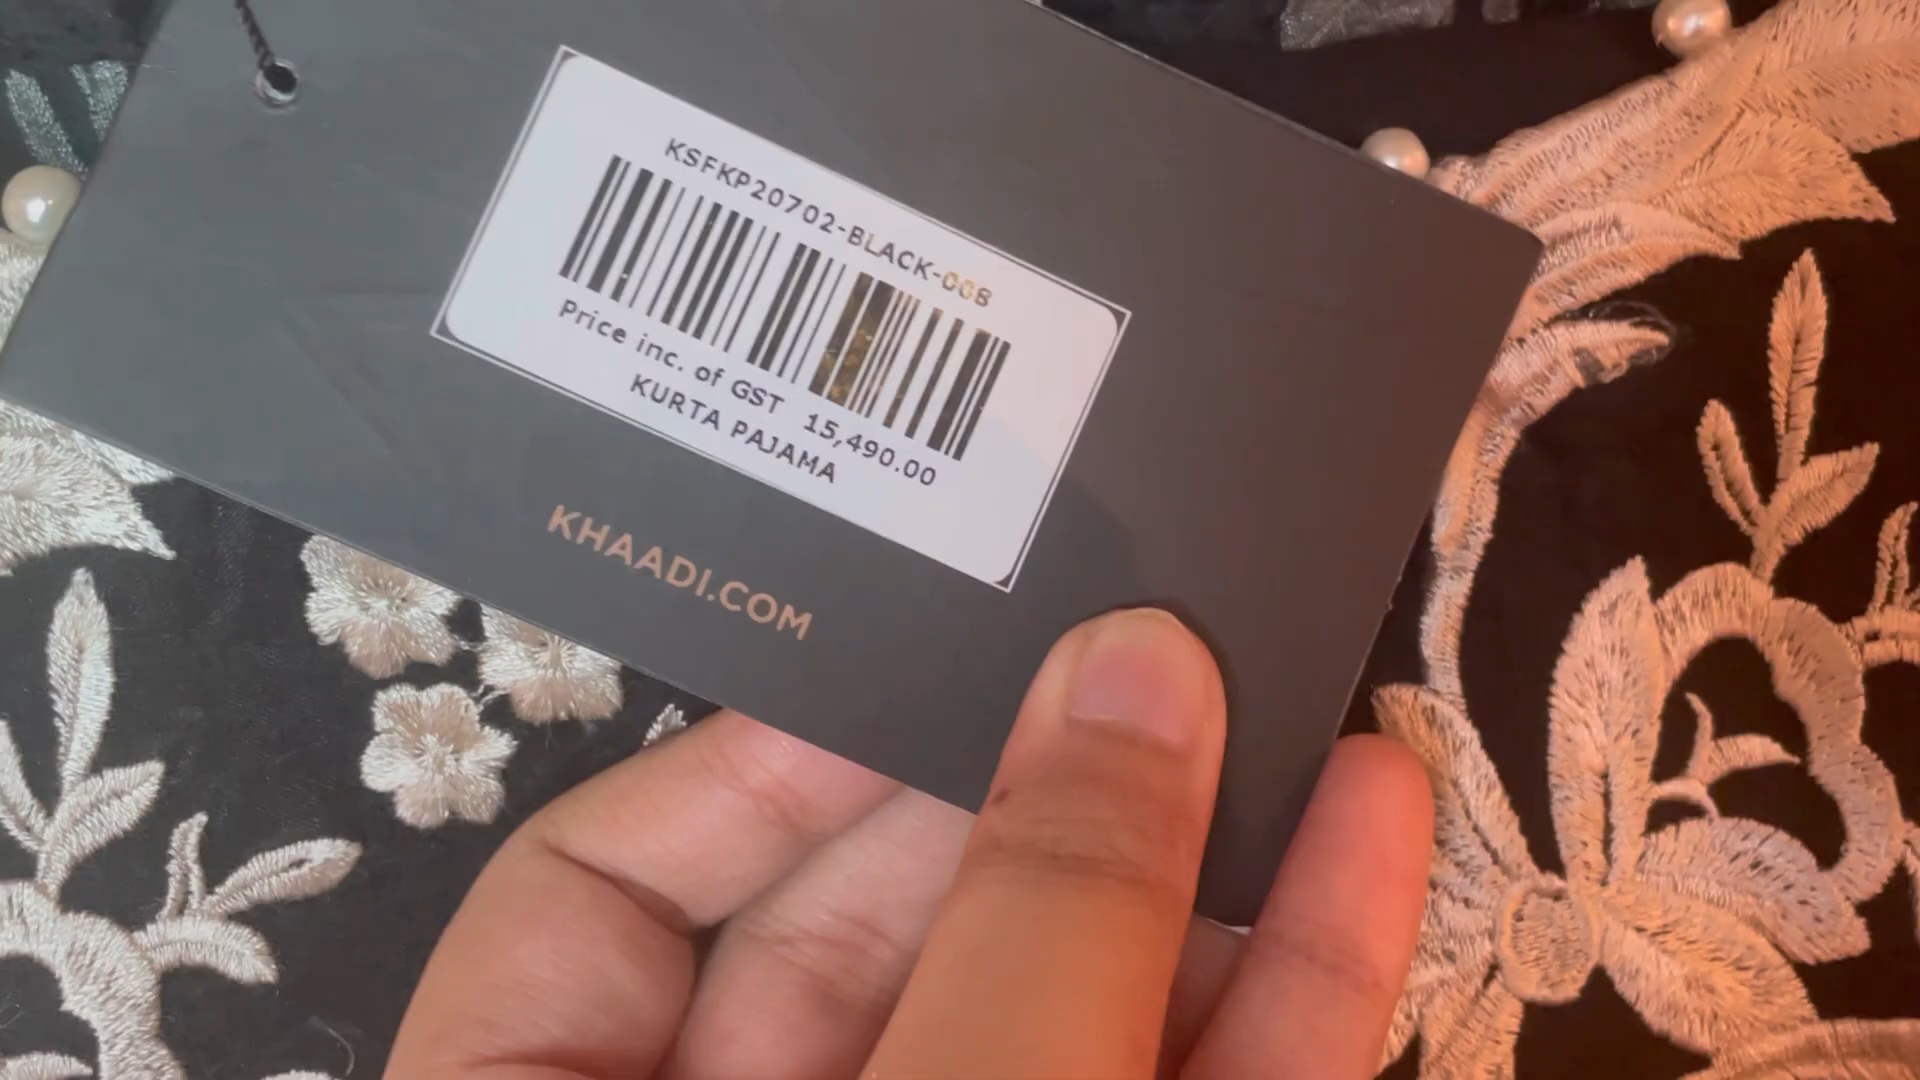 KSFKP20702-BLACK-008
Price inc. of GST 15,490.00
KURTA PAJAMA
KHAADI.COM